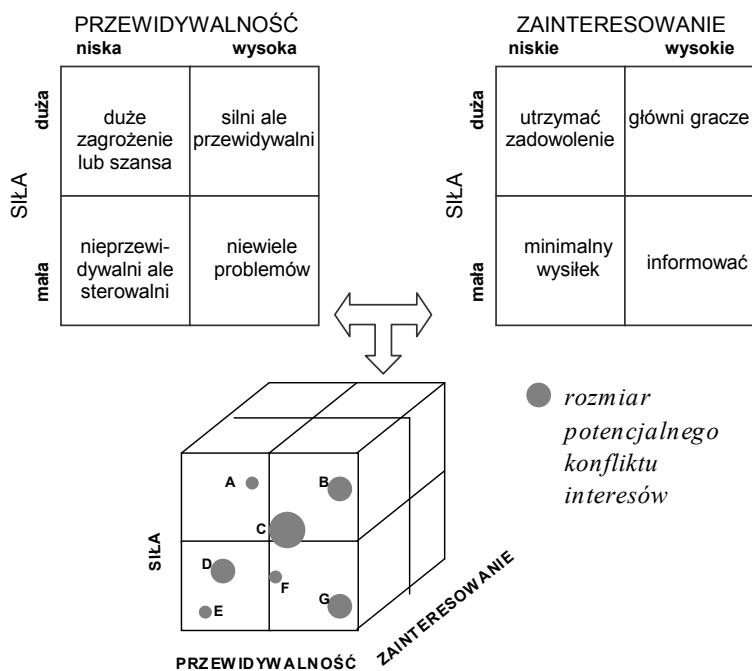 PRZEWIDYWALNOŚĆ
niska wysoka
SIŁA
duża
duże
zagrożenie
lub szansa
silni ale
przewidywalni
mała
nieprzewi-
dywalni ale
sterowalni
niewiele
problemów
ZAINTERESOWANIE
niskie wysokie
SIŁA
duża
utrzymać
zadowolenie
główni gracze
mała
minimalny
wysiłek
informować
rozmiar
potencjalnego
konfliktu
interesów
A
B
C
D
E
F
G
SIŁA
PRZEWIDYWALNOŚĆ
ZAINTERESOWANIE